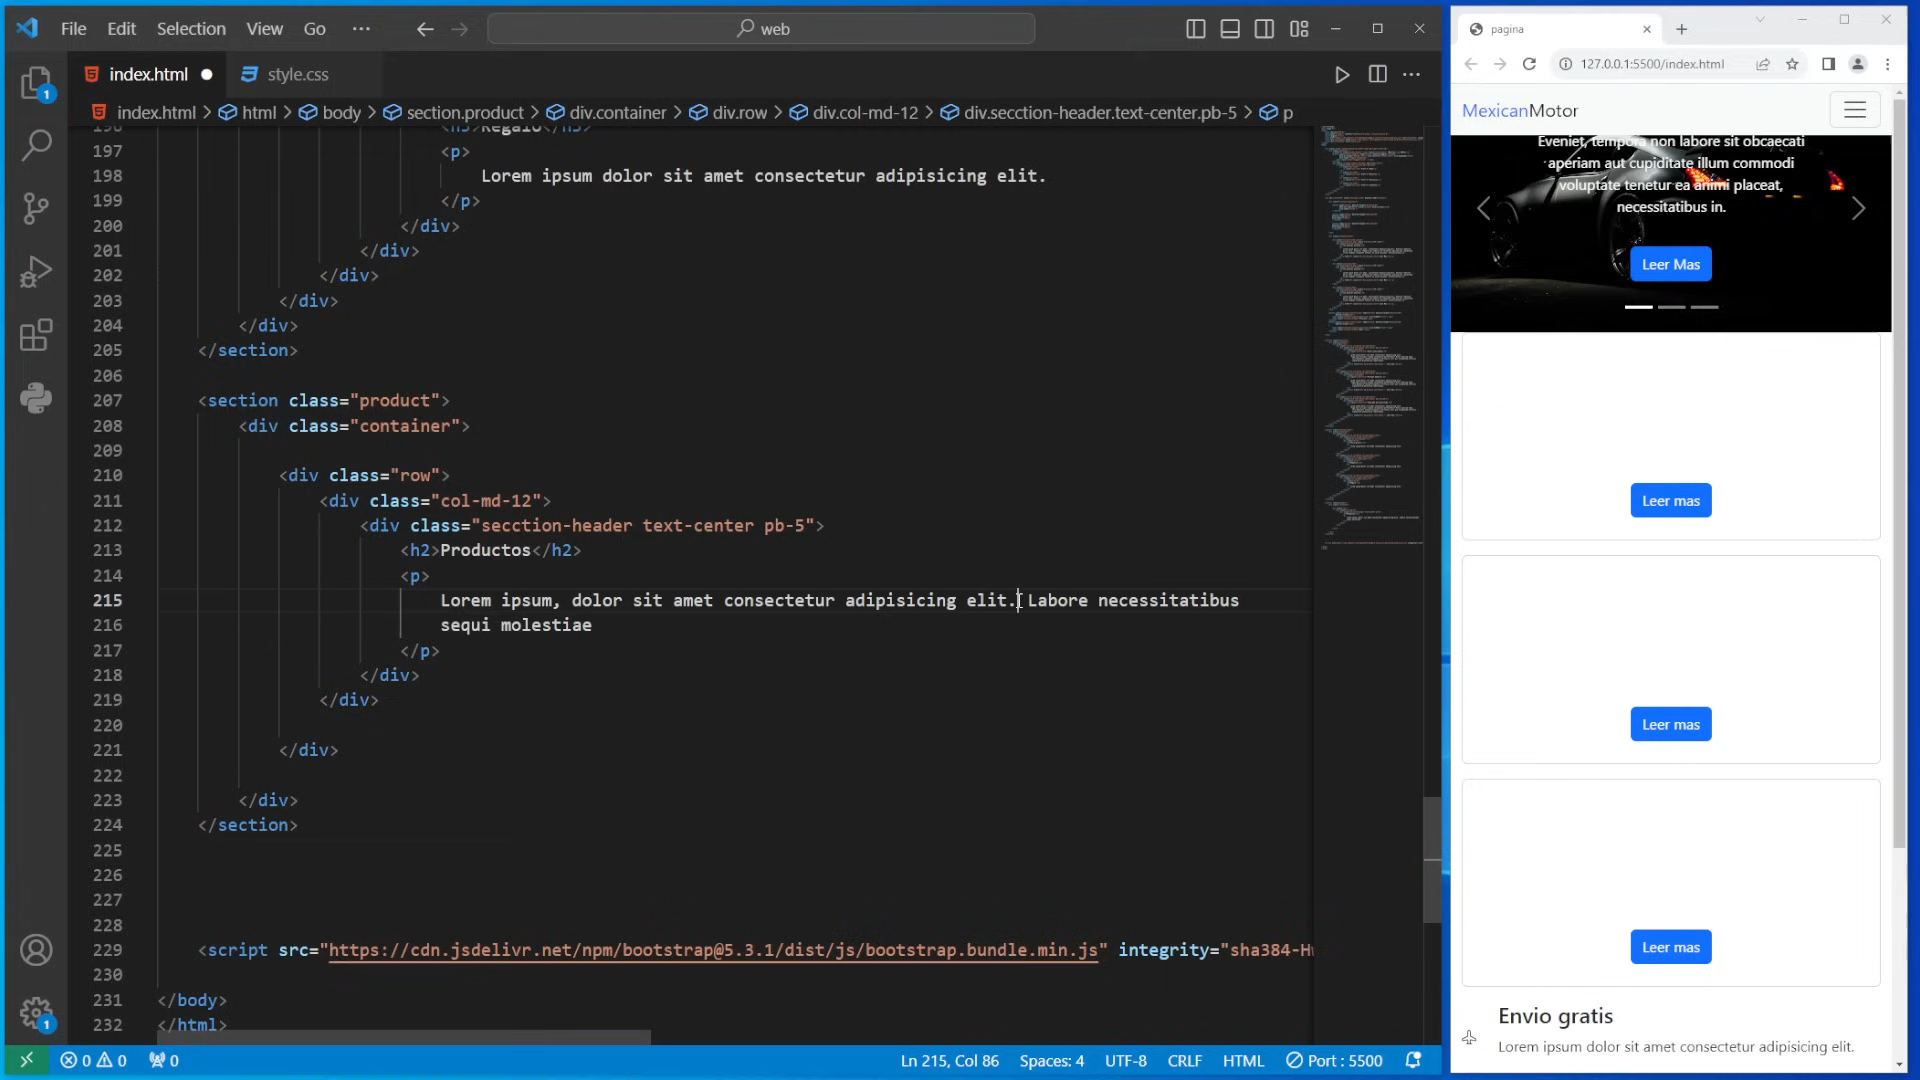 File Edit Selection View Go ··· web
index.html style.css
index.html > html > body > section.product > div.container > div.row > div.col-md-12 > div.secction-header.text-center.pb-5 > p
197 <p>
198 Lorem ipsum dolor sit amet consectetur adipisicing elit.
199 </p>
200 </div>
201 </div>
202 </div>
203 </div>
204 </div>
205 </section>
206
207 <section class="product">
208 <div class="container">
209
210 <div class="row">
211 <div class="col-md-12">
212 <div class="secction-header text-center pb-5">
213 <h2>Productos</h2>
214 <p>
215 Lorem ipsum, dolor sit amet consectetur adipisicing elit. Labore necessitatibus
216 sequi molestiae
217 </p>
218 </div>
219 </div>
220
221 </div>
222
223 </div>
224 </section>
225
226
227
228
229 <script src="https://cdn.jsdelivr.net/npm/bootstrap@5.3.1/dist/js/bootstrap.bundle.min.js" integrity="sha384-H
230
231 </body>
232 </html>
1
1
0 0 0 Ln 215, Col 86 Spaces: 4 UTF-8 CRLF HTML Port : 5500
pagina
127.0.0.1:5500/index.html
MexicanMotor
Eveniet, tempora non labore sit obcaecati
aperiam aut cupiditate illum commodi
voluptate tenetur ea animi placeat,
necessitatibus in.
Leer Mas
Leer mas
Leer mas
Leer mas
Envio gratis
Lorem ipsum dolor sit amet consectetur adipisicing elit.